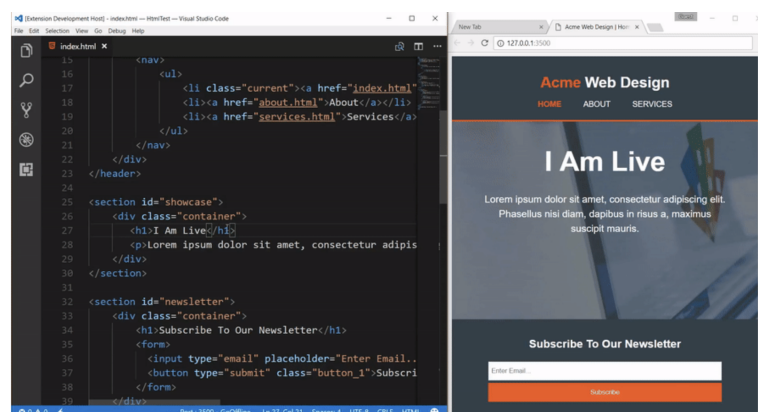 [Extension Development Host] - index.html — HtmlTest — Visual Studio Code
File Edit Selection View Go Debug Help
index.html ×
15 <nav>
16 <ul>
17 <li class="current"><a href="index.html"
18 <li><a href="about.html">About</a></li>
19 <li><a href="services.html">Services</a>
20 </ul>
21 </nav>
22 </div>
23 </header>
24
25 <section id="showcase">
26 <div class="container">
27 <h1>I Am Live</h1>
28 <p>Lorem ipsum dolor sit amet, consectetur adipis
29 </div>
30 </section>
31
32 <section id="newsletter">
33 <div class="container">
34 <h1>Subscribe To Our Newsletter</h1>
35 <form>
36 <input type="email" placeholder="Enter Email..
37 <button type="submit" class="button_1">Subscri
38 </form>
39 </div>
New Tab
Acme Web Design | Hom
127.0.0.1:3500
Acme Web Design
HOME ABOUT SERVICES
I Am Live
Lorem ipsum dolor sit amet, consectetur adipiscing elit.
Phasellus nisi diam, dapibus in risus a, maximus
suscipit mauris.
Subscribe To Our Newsletter
Enter Email...
Subscribe